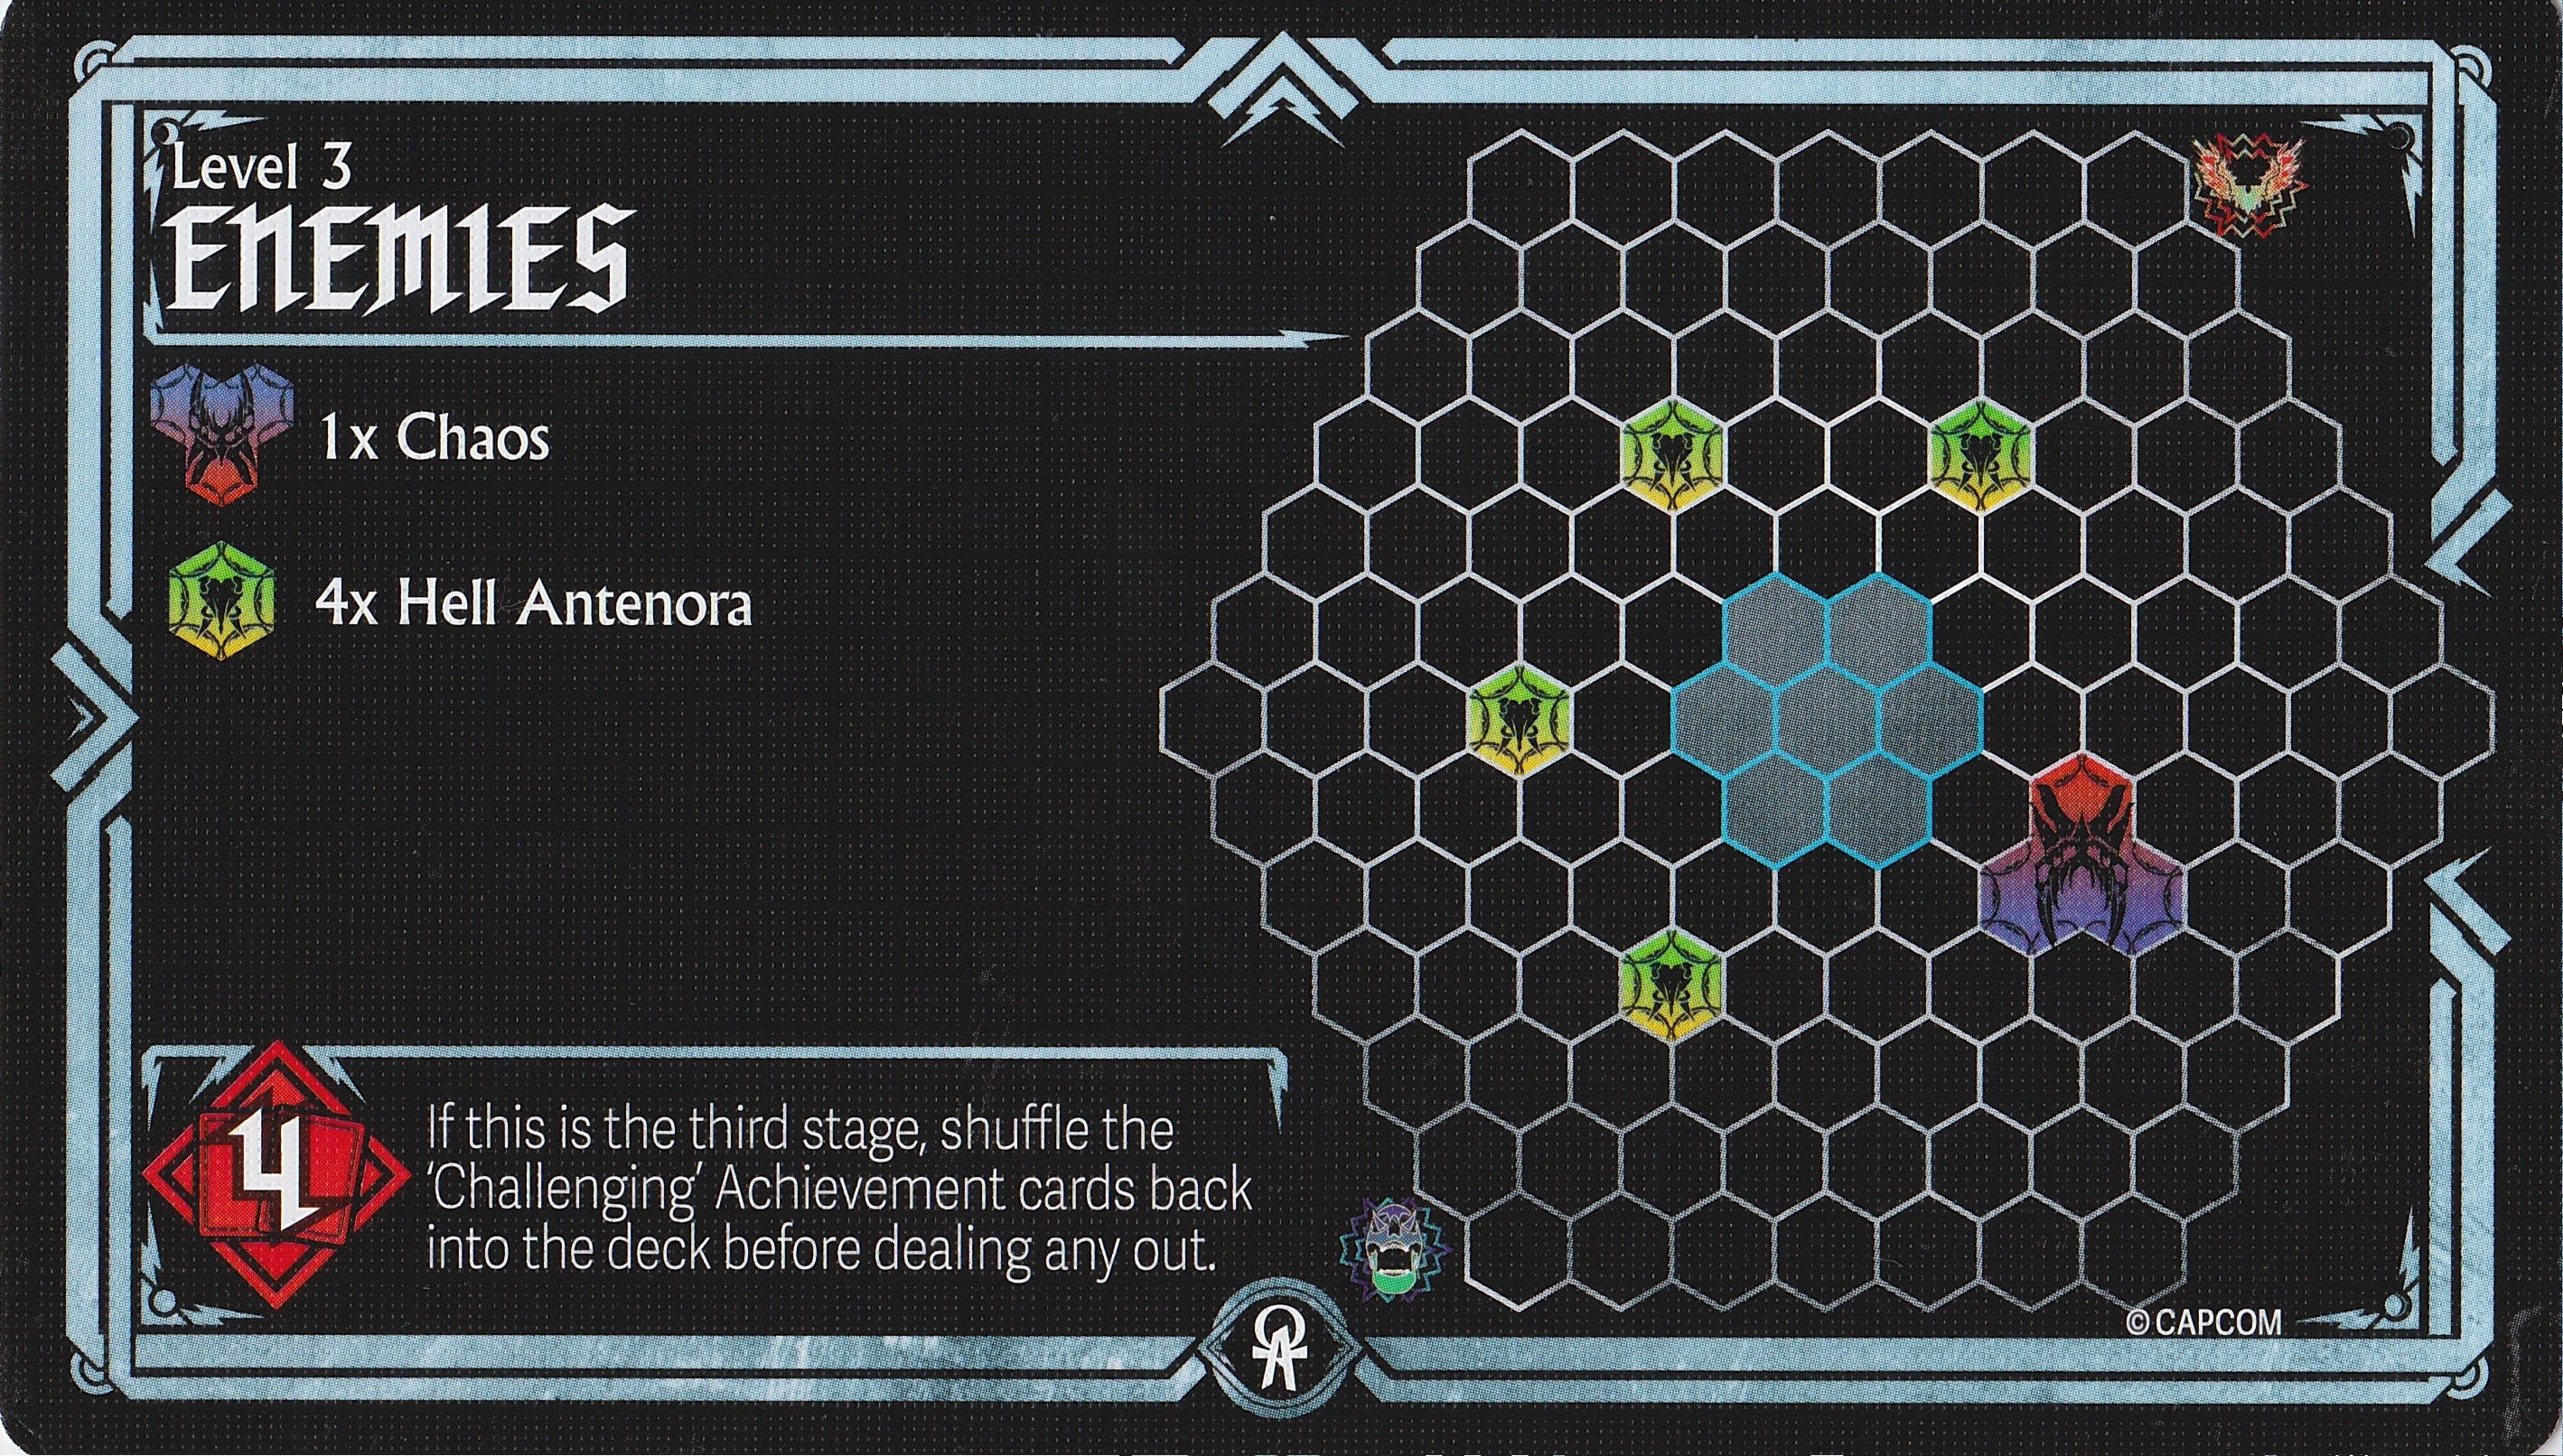 Level 3
ENEMIES
1x Chaos
4x Hell Antenora
4
If this is the third stage, shuffle the
‘Challenging’ Achievement cards back
into the deck before dealing any out.
© CAPCOM